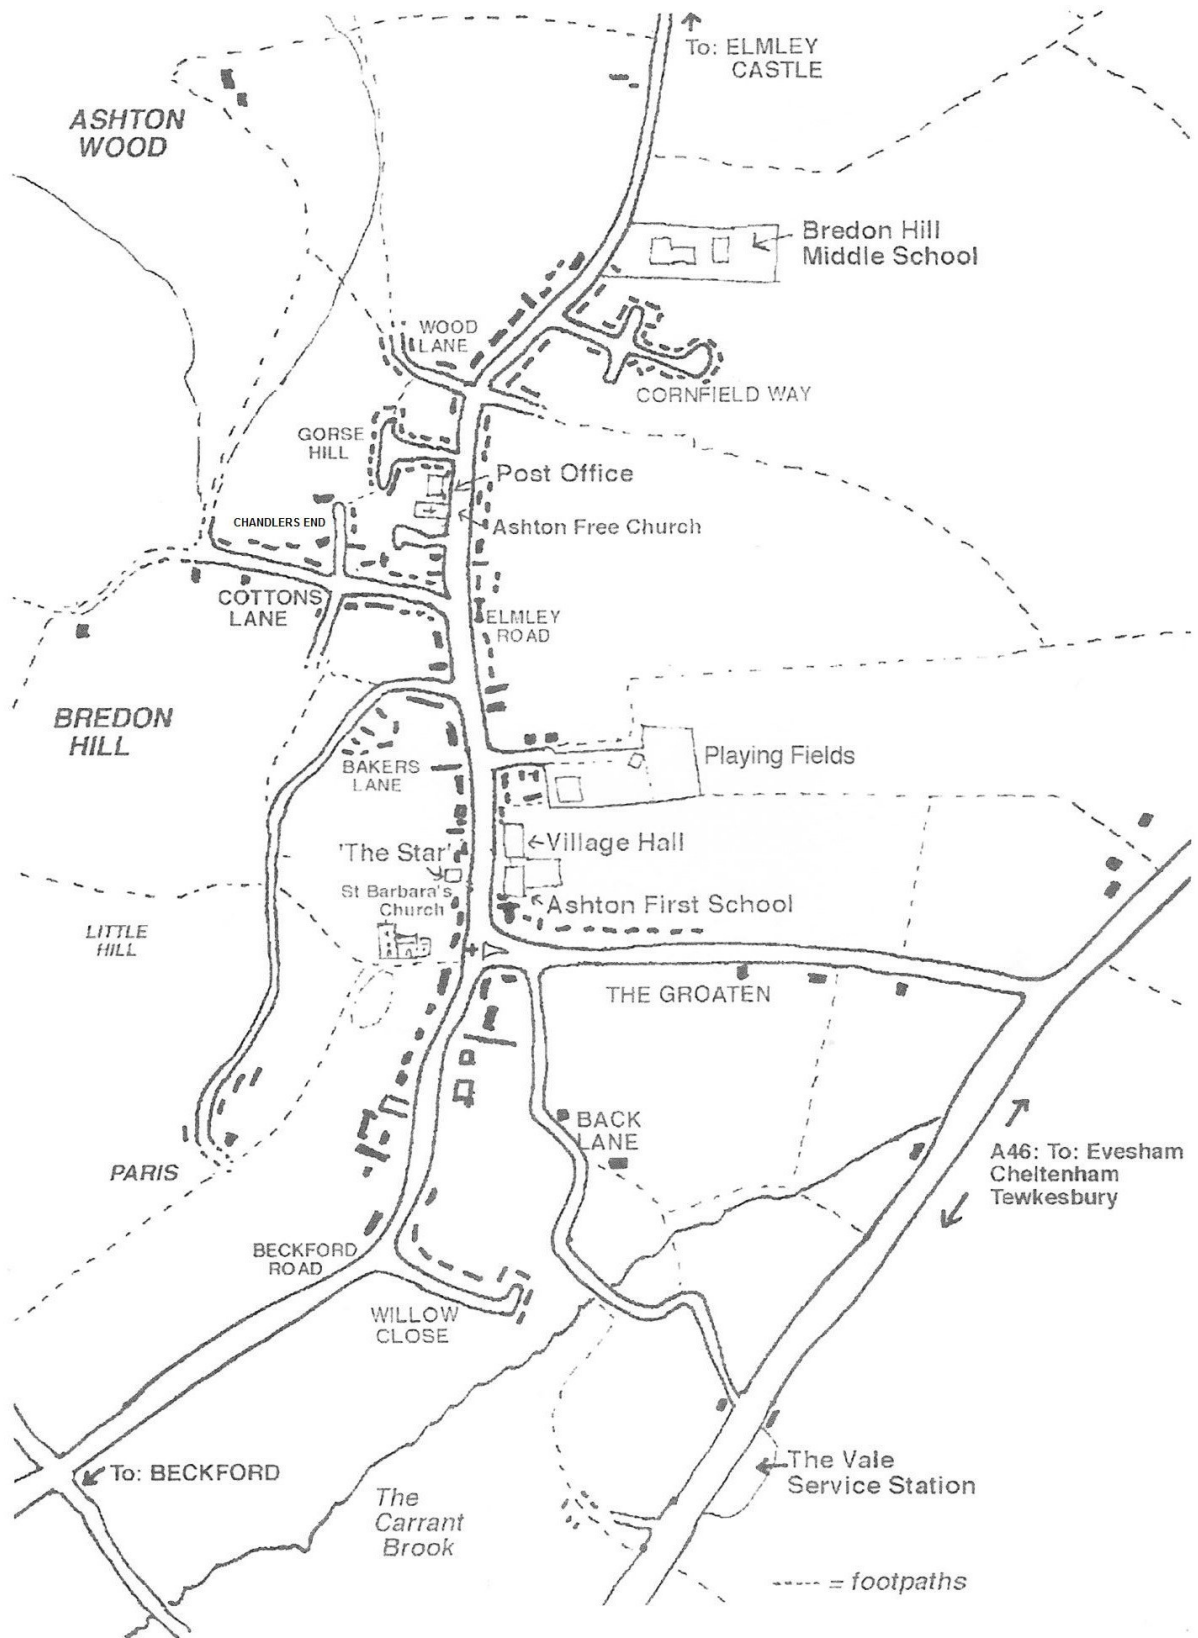 To: ELMLEY
CASTLE
ASHTON
WOOD
Bredon Hill
Middle School
WOOD
LANE
CORNFIELD WAY
GORSE
HILL
Post Office
CHANDLERS END
Ashton Free Church
COTTONS
LANE
ELMLEY
ROAD
BREDON
HILL
BAKERS
LANE
Playing Fields
'The Star'
Village Hall
St Barbara's
Church
Ashton First School
LITTLE
HILL
THE GROATEN
BACK
LANE
A46: To: Evesham
Cheltenham
Tewkesbury
PARIS
BECKFORD
ROAD
WILLOW
CLOSE
To: BECKFORD
The Vale
Service Station
The
Carrant
Brook
= footpaths